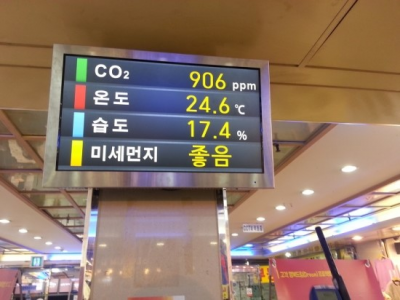 CO₂ 906 ppm
온도 24.6 ℃
습도 17.4 %
미세먼지 좋음